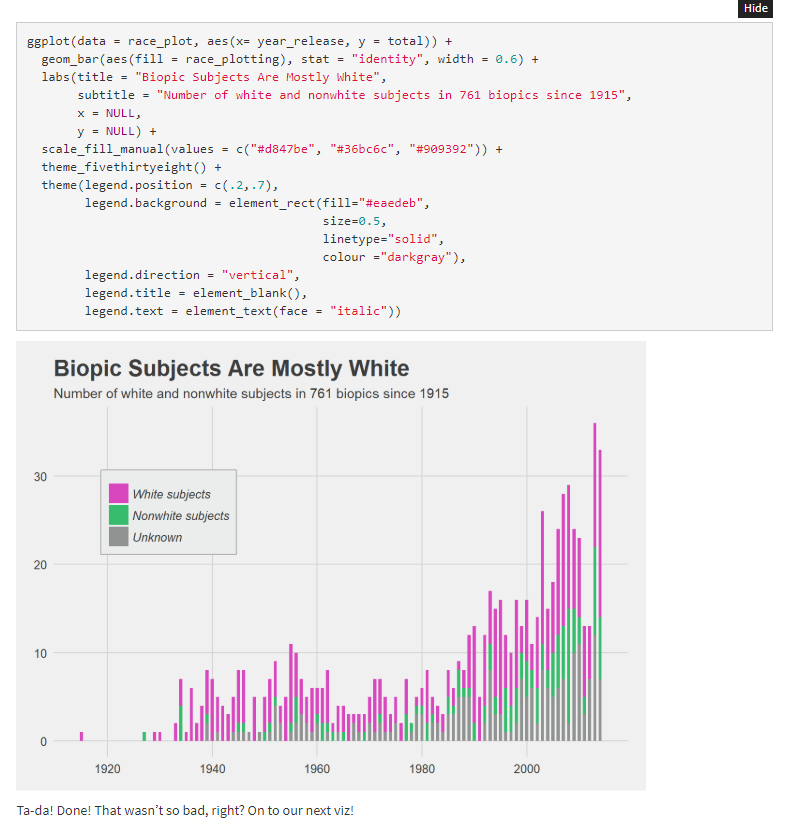 Hide
ggplot(data = race_plot, aes(x= year_release, y = total)) +
  geom_bar(aes(fill = race_plotting), stat = "identity", width = 0.6) +
  labs(title = "Biopic Subjects Are Mostly White",
       subtitle = "Number of white and nonwhite subjects in 761 biopics since 1915",
       x = NULL,
       y = NULL) +
  scale_fill_manual(values = c("#d847be", "#36bc6c", "#909392")) +
  theme_fivethirtyeight() +
  theme(legend.position = c(.2,.7),
        legend.background = element_rect(fill="#eaedeb",
                                         size=0.5,
                                         linetype="solid",
                                         colour ="darkgray"),
        legend.direction = "vertical",
        legend.title = element_blank(),
        legend.text = element_text(face = "italic"))
Biopic Subjects Are Mostly White
Number of white and nonwhite subjects in 761 biopics since 1915
30
20
10
0
White subjects
Nonwhite subjects
Unknown
1920 1940 1960 1980 2000
Ta-da! Done! That wasn't so bad, right? On to our next viz!